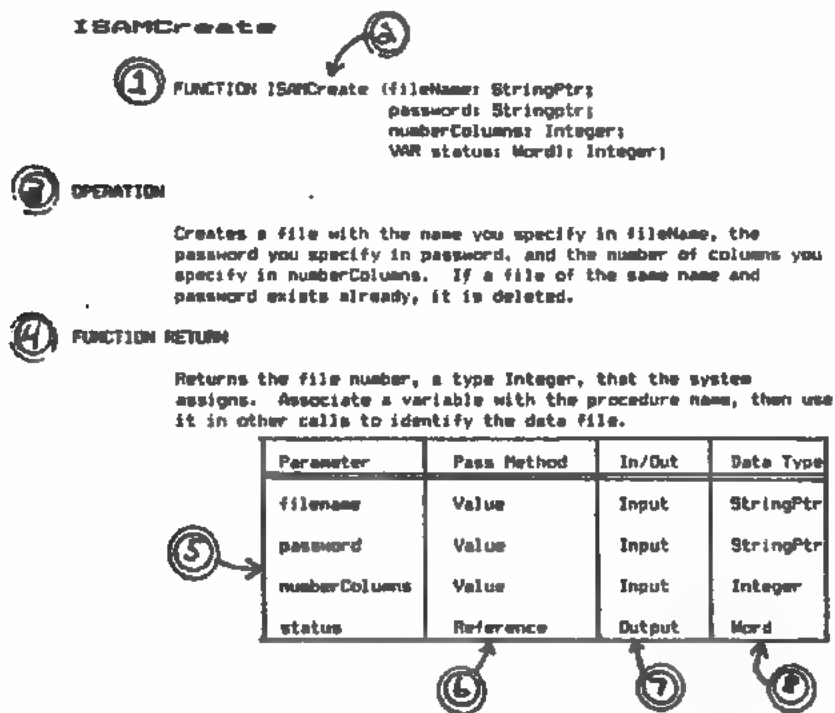 ISAMCreate
2
1 FUNCTION ISAMCreate (fileName: StringPtr;
password: Stringptr;
numberColumns: Integer;
VAR status: Word): Integer;
3 OPERATION
Creates a file with the name you specify in fileName, the
password you specify in password, and the number of columns you
specify in numberColumns. If a file of the same name and
password exists already, it is deleted.
4 FUNCTION RETURN
Returns the file number, a type Integer, that the system
assigns. Associate a variable with the procedure name, then use
it in other calls to identify the data file.
Parameter Pass Method In/Out Data Type
filename Value Input StringPtr
password Value Input StringPtr
5
numberColumns Value Input Integer
status Reference Output Word
6 7 8